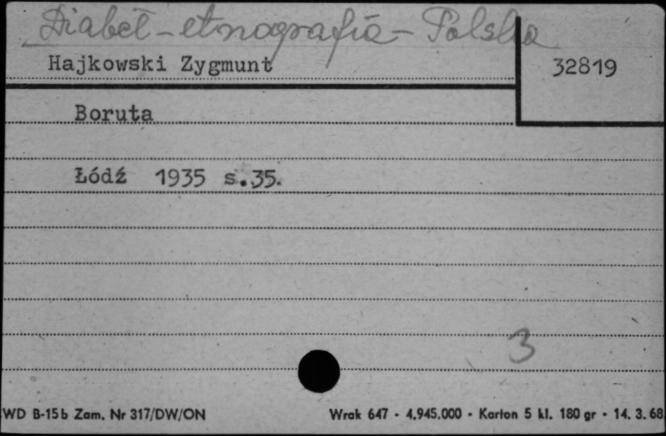 Diabeł – etnografia – Polska
Hajkowski Zygmunt
32819
Boruta
Łódź 1935 s.35.
3
WD B-15b Zam. Nr 317/DW/ON Wrak 647 - 4.945.000 - Karton 5 kl. 180 gr - 14. 3. 68